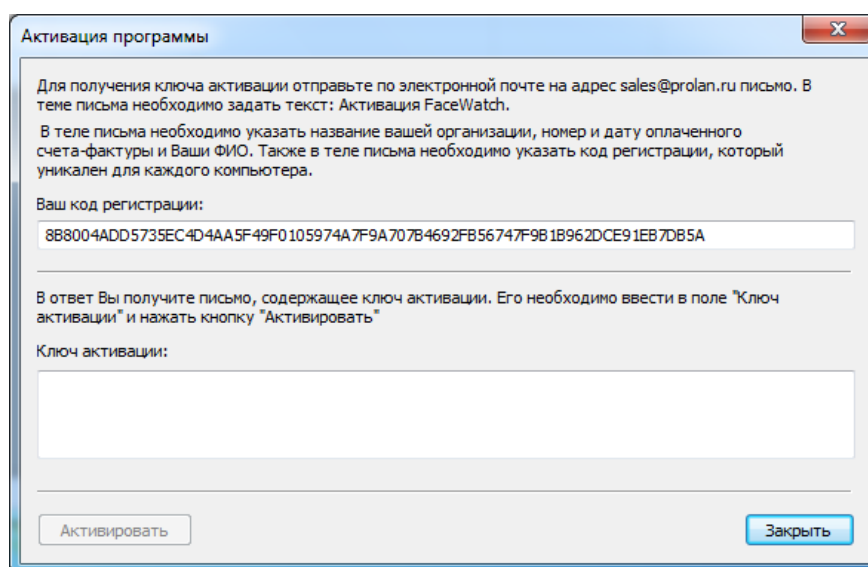 Активация программы
Для получения ключа активации отправьте по электронной почте на адрес sales@prolan.ru письмо. В
теме письма необходимо задать текст: Активация FaceWatch.
В теле письма необходимо указать название вашей организации, номер и дату оплаченного
счета-фактуры и Ваши ФИО. Также в теле письма необходимо указать код регистрации, который
уникален для каждого компьютера.
Ваш код регистрации:
8B8004ADD5735EC4D4AA5F49F0105974A7F9A707B4692FB56747F9B1B962DCE91EB7DB5A
В ответ Вы получите письмо, содержащее ключ активации. Его необходимо ввести в поле "Ключ
активации" и нажать кнопку "Активировать"
Ключ активации:
Активировать
Закрыть